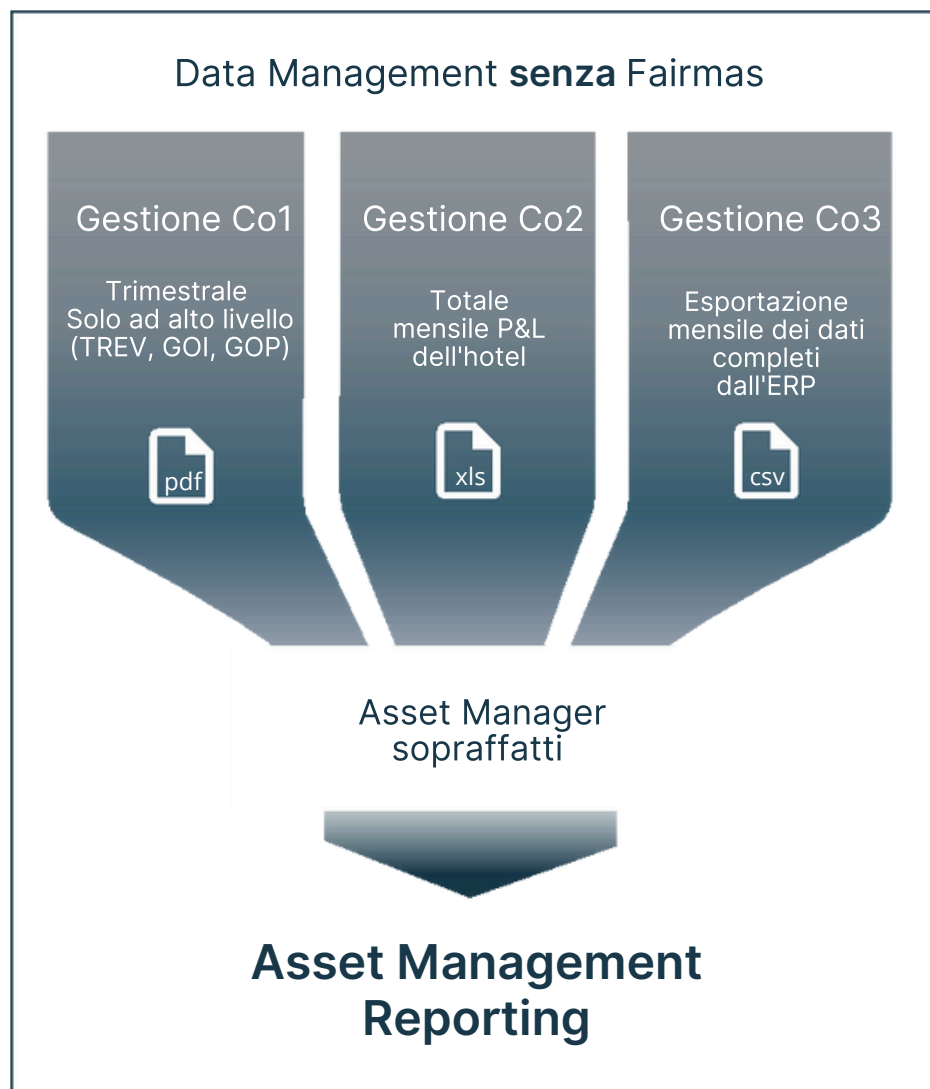 Data Management senza Fairmas
Gestione Co1
Trimestrale
Solo ad alto livello
(TREV, GOI, GOP)
pdf
Gestione Co2
Totale
mensile P&L
dell'hotel
xls
Gestione Co3
Esportazione
mensile dei dati
completi
dall'ERP
csv
Asset Manager
sopraffatti
Asset Management
Reporting